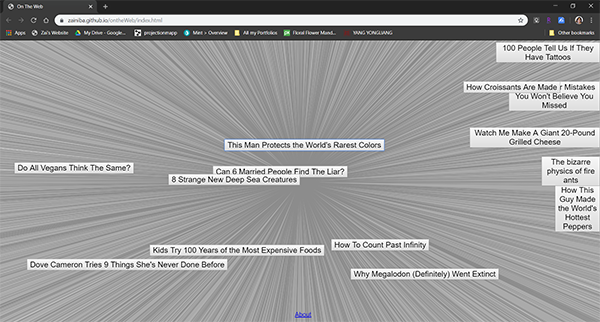 On The Web
zainiba.github.io/ontheWeb/index.html
Apps
Zai's Website
My Drive - Google...
projectionmapp
Mint > Overview
All my Portfolios
Floral Flower Mand...
YANG YONGLIANG
Other bookmarks
100 People Tell Us If They
Have Tattoos
How Croissants Are Made
r Mistakes
You Won't Believe You
Missed
Watch Me Make A Giant 20-Pound
Grilled Cheese
This Man Protects the World's Rarest Colors
Do All Vegans Think The Same?
Can 6 Married People Find The Liar?
8 Strange New Deep Sea Creatures
The bizarre
physics of fire
ants
How This
Guy Made
the World's
Hottest
Peppers
Kids Try 100 Years of the Most Expensive Foods
How To Count Past Infinity
Dove Cameron Tries 9 Things She's Never Done Before
Why Megalodon (Definitely) Went Extinct
About